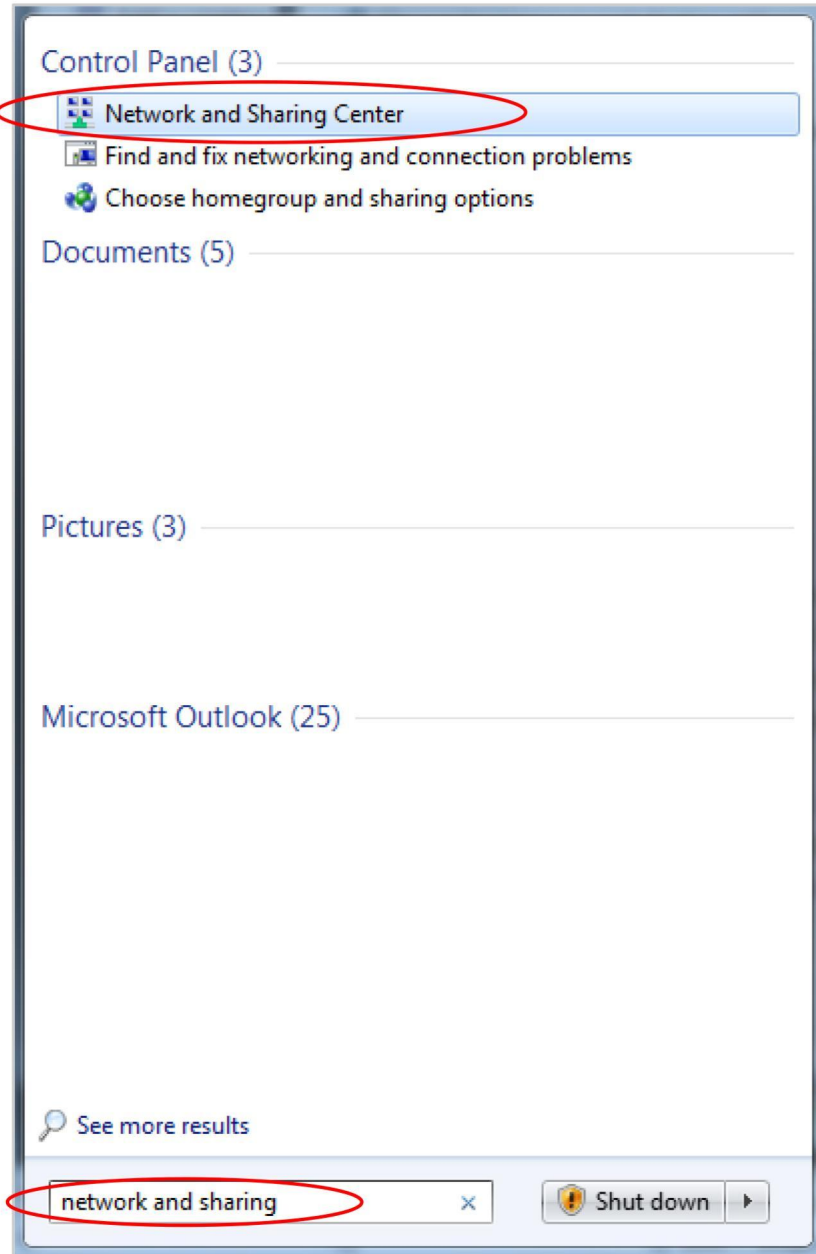 Control Panel (3)
Network and Sharing Center
Find and fix networking and connection problems
Choose homegroup and sharing options
Documents (5)
Pictures (3)
Microsoft Outlook (25)
See more results
network and sharing
Shut down